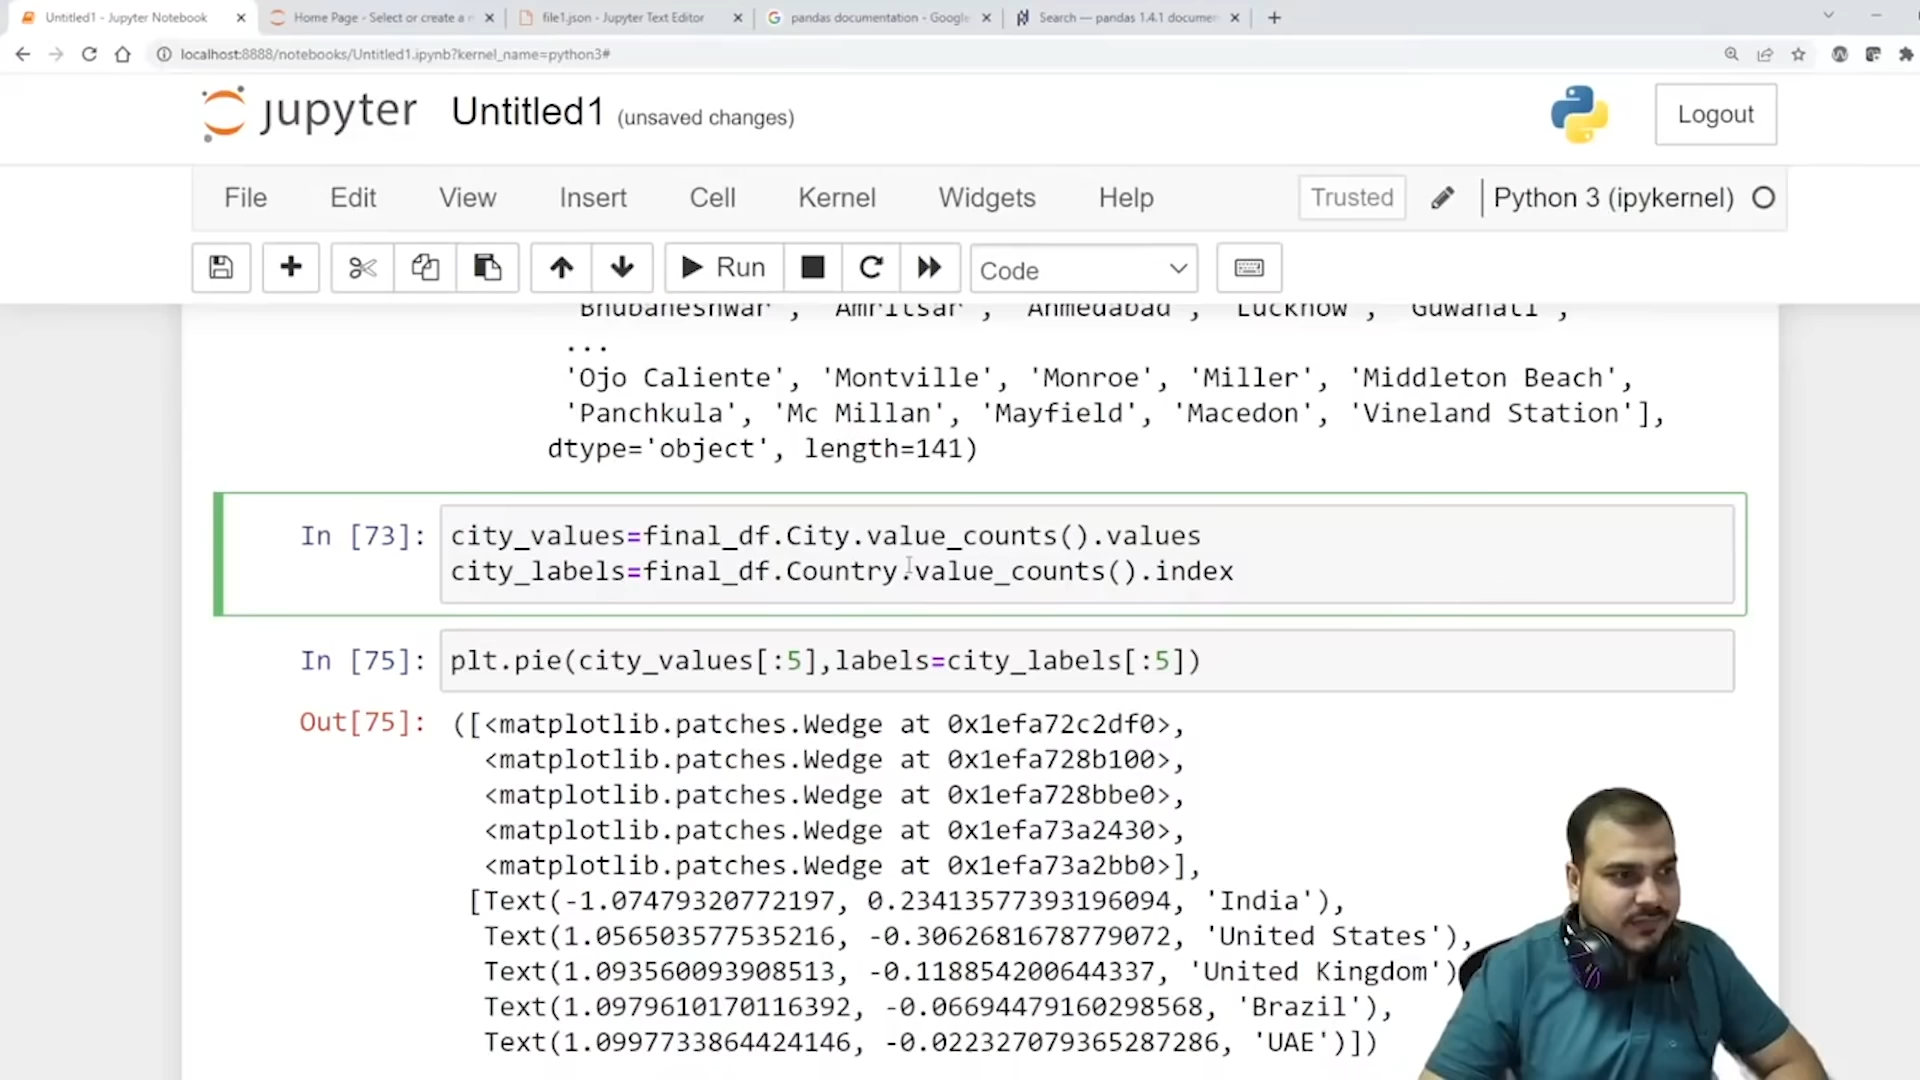 Untitled1 - Jupyter Notebook
Home Page - Select or create a n
file1.json - Jupyter Text Editor
pandas documentation - Google
Search — pandas 1.4.1 documen
localhost:8888/notebooks/Untitled1.ipynb?kernel_name=python3#
jupyter Untitled1 (unsaved changes)
Logout
File Edit View Insert Cell Kernel Widgets Help Trusted Python 3 (ipykernel)
Run Code
'Bhubaneshwar', 'Amritsar', 'Ahmedabad', 'Lucknow', 'Guwahati',
...
'Ojo Caliente', 'Montville', 'Monroe', 'Miller', 'Middleton Beach',
'Panchkula', 'Mc Millan', 'Mayfield', 'Macedon', 'Vineland Station'],
dtype='object', length=141)
In [73]: city_values=final_df.City.value_counts().values
city_labels=final_df.Country.value_counts().index
In [75]: plt.pie(city_values[:5],labels=city_labels[:5])
Out[75]: ([<matplotlib.patches.Wedge at 0x1efa72c2df0>,
<matplotlib.patches.Wedge at 0x1efa728b100>,
<matplotlib.patches.Wedge at 0x1efa728bbe0>,
<matplotlib.patches.Wedge at 0x1efa73a2430>,
<matplotlib.patches.Wedge at 0x1efa73a2bb0>],
[Text(-1.07479320772197, 0.23413577393196094, 'India'),
Text(1.056503577535216, -0.3062681678779072, 'United States'),
Text(1.093560093908513, -0.118854200644337, 'United Kingdom')
Text(1.0979610170116392, -0.06694479160298568, 'Brazil'),
Text(1.0997733864424146, -0.022327079365287286, 'UAE')])